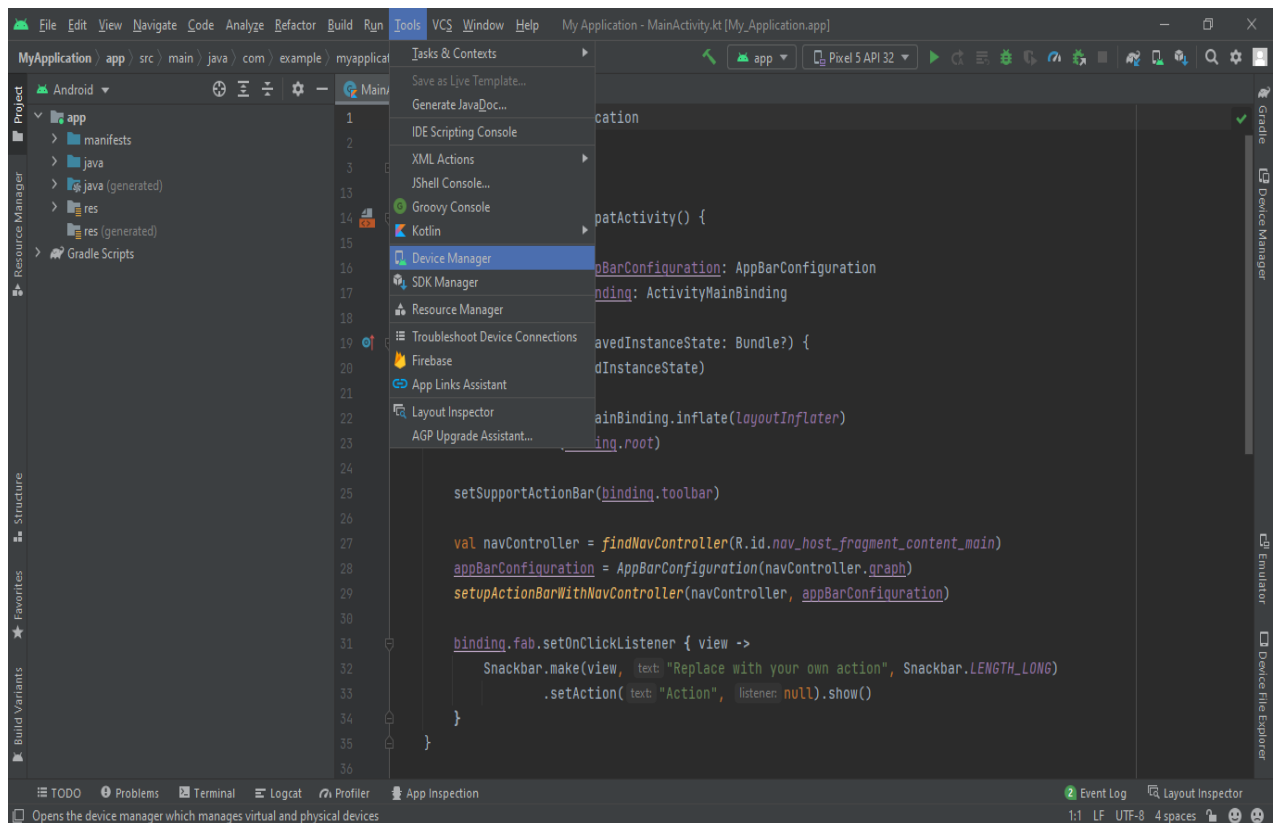 File Edit View Navigate Code Analyze Refactor Build Run Tools VCS Window Help My Application - MainActivity.kt [My_Application.app]
MyApplication app src main java com example myapplicat
app Pixel 5 API 32
Android
app
manifests
java
java (generated)
res
res (generated)
Gradle Scripts
Project
Resource Manager
Structure
Favorites
Build Variants
Tasks & Contexts
Save as Live Template...
Generate JavaDoc...
IDE Scripting Console
XML Actions
JShell Console...
Groovy Console
Kotlin
Device Manager
SDK Manager
Resource Manager
Troubleshoot Device Connections
Firebase
App Links Assistant
Layout Inspector
AGP Upgrade Assistant...
1 cation
2
3
13
14 patActivity() {
15
16 pBarConfiguration: AppBarConfiguration
17 nding: ActivityMainBinding
18
19 avedInstanceState: Bundle?) {
20 dInstanceState)
21
22 ainBinding.inflate(layoutInflater)
23 ing.root)
24
25 setSupportActionBar(binding.toolbar)
26
27 val navController = findNavController(R.id.nav_host_fragment_content_main)
28 appBarConfiguration = AppBarConfiguration(navController.graph)
29 setupActionBarWithNavController(navController, appBarConfiguration)
30
31 binding.fab.setOnClickListener { view ->
32 Snackbar.make(view, text: "Replace with your own action", Snackbar.LENGTH_LONG)
33 .setAction( text: "Action", listener: null).show()
34 }
35 }
36
Gradle
Device Manager
Emulator
Device File Explorer
TODO Problems Terminal Logcat Profiler App Inspection 2 Event Log Layout Inspector
Opens the device manager which manages virtual and physical devices 1:1 LF UTF-8 4 spaces